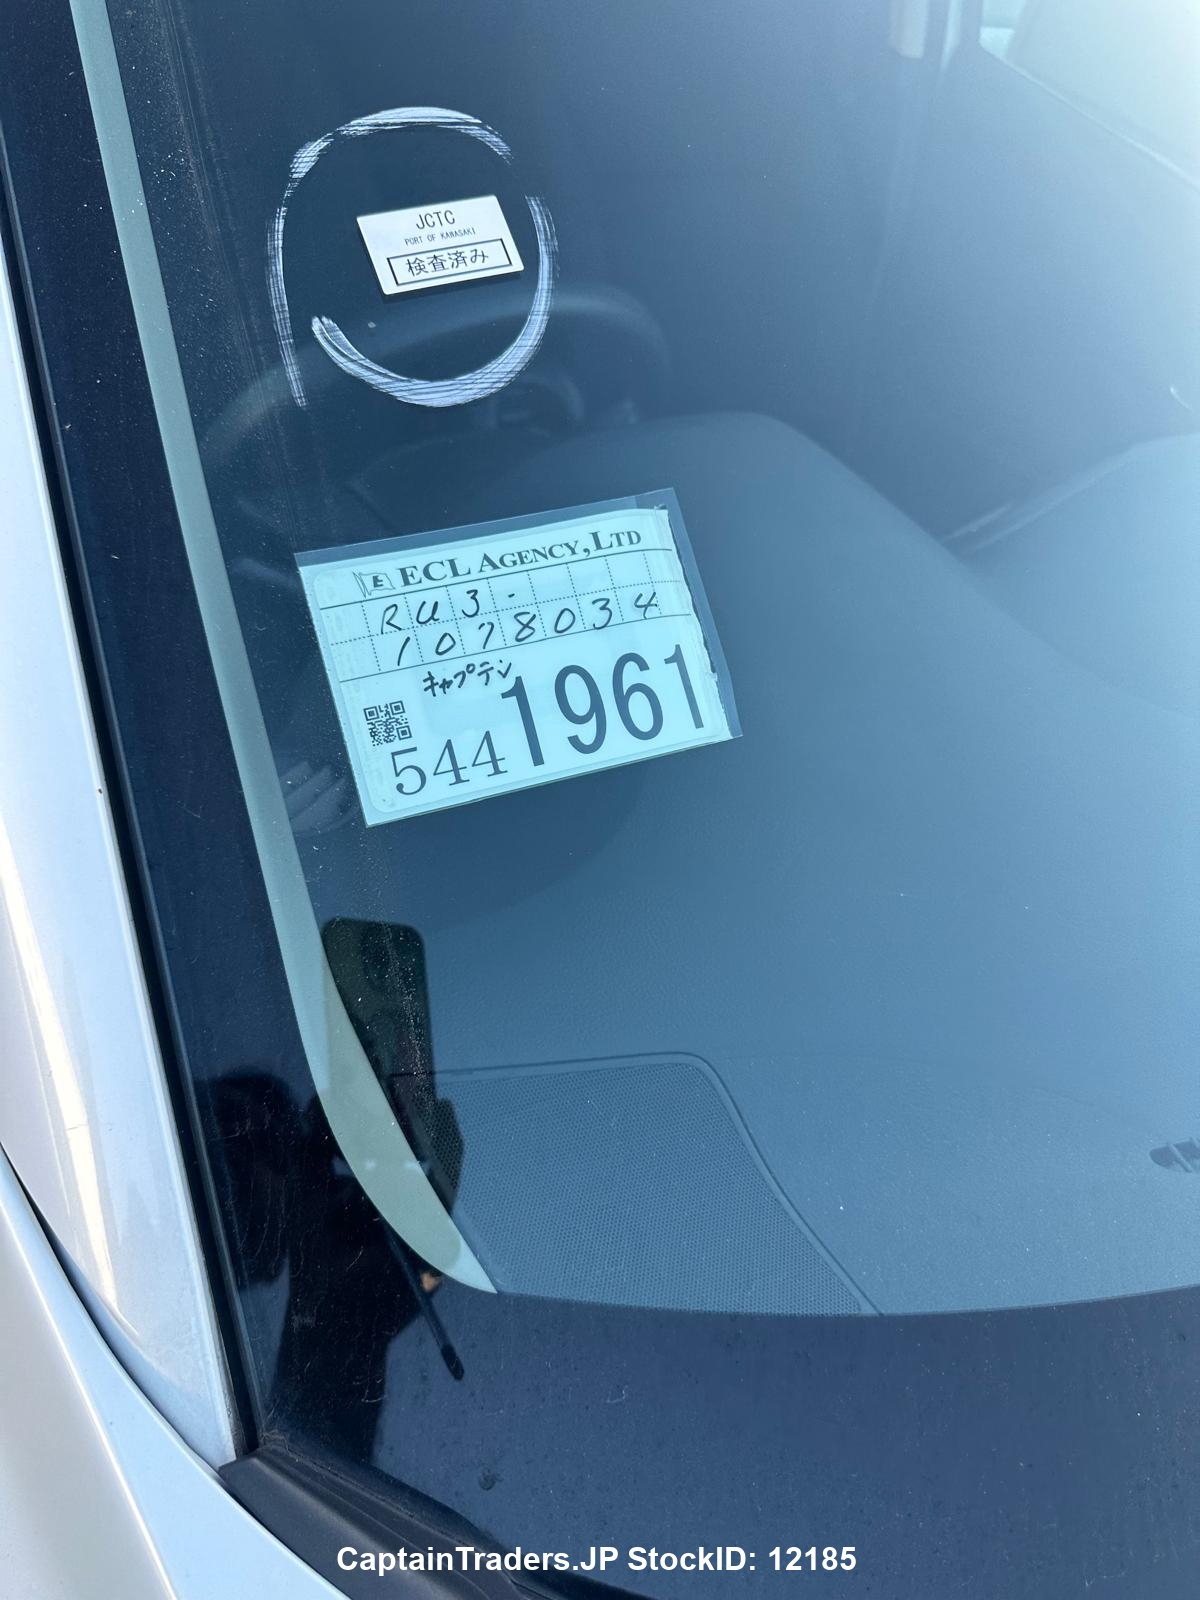 JCTC
PORT OF KAWASAKI
検査済み
E ECL AGENCY, LTD
RU3-
1078034
キャプテン
544 1961
CaptainTraders.JP StockID: 12185